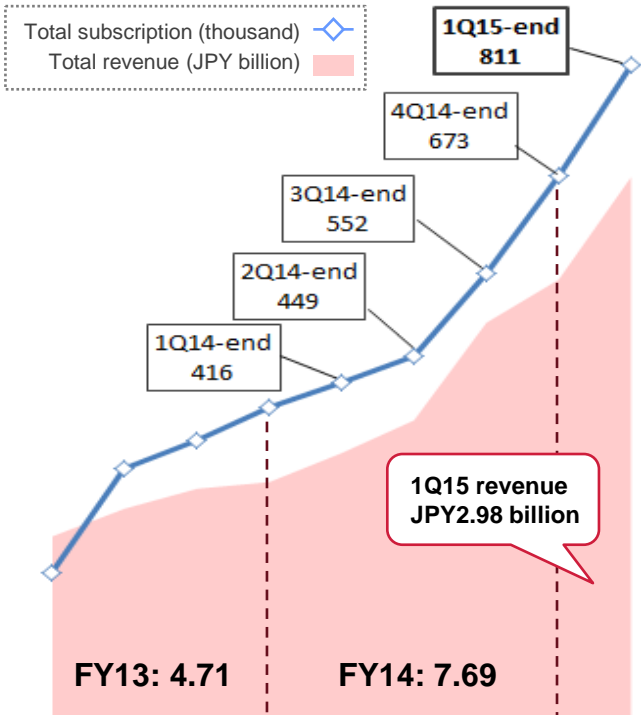 Total subscription (thousand)
Total revenue (JPY billion)
1Q15-end
811
4Q14-end
673
3Q14-end
552
2Q14-end
449
1Q14-end
416
1Q15 revenue
JPY2.98 billion
FY13: 4.71
FY14: 7.69